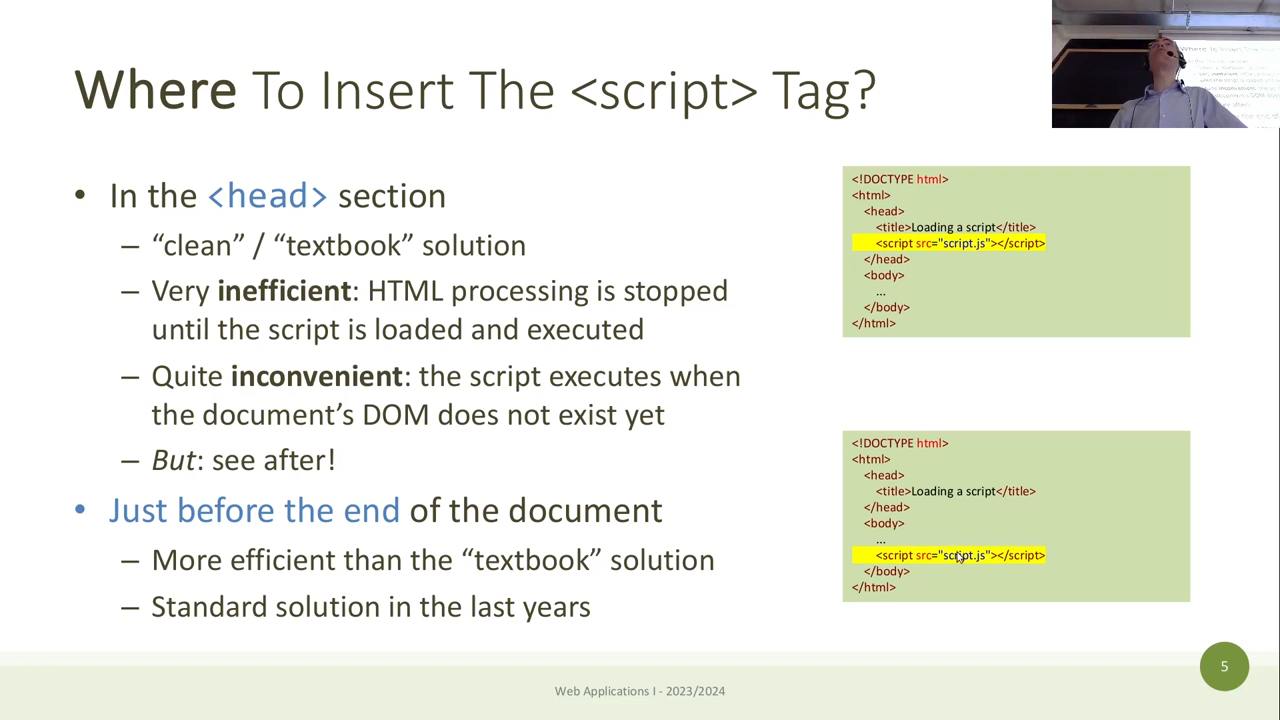 Where To Insert The <script> Tag?
• In the <head> section
– “clean” / “textbook” solution
– Very inefficient: HTML processing is stopped
until the script is loaded and executed
– Quite inconvenient: the script executes when
the document’s DOM does not exist yet
– But: see after!
• Just before the end of the document
– More efficient than the “textbook” solution
– Standard solution in the last years
<!DOCTYPE html>
<html>
<head>
<title>Loading a script</title>
<script src="script.js"></script>
</head>
<body>
...
</body>
</html>
<!DOCTYPE html>
<html>
<head>
<title>Loading a script</title>
</head>
<body>
...
<script src="script.js"></script>
</body>
</html>
Web Applications I - 2023/2024
5